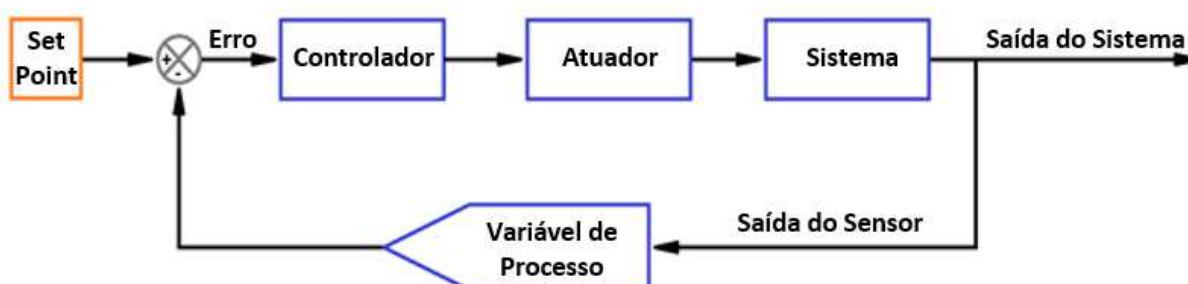 Set
Point
+
-
Erro
Controlador
Atuador
Sistema
Saída do Sistema
Variável de
Processo
Saída do Sensor